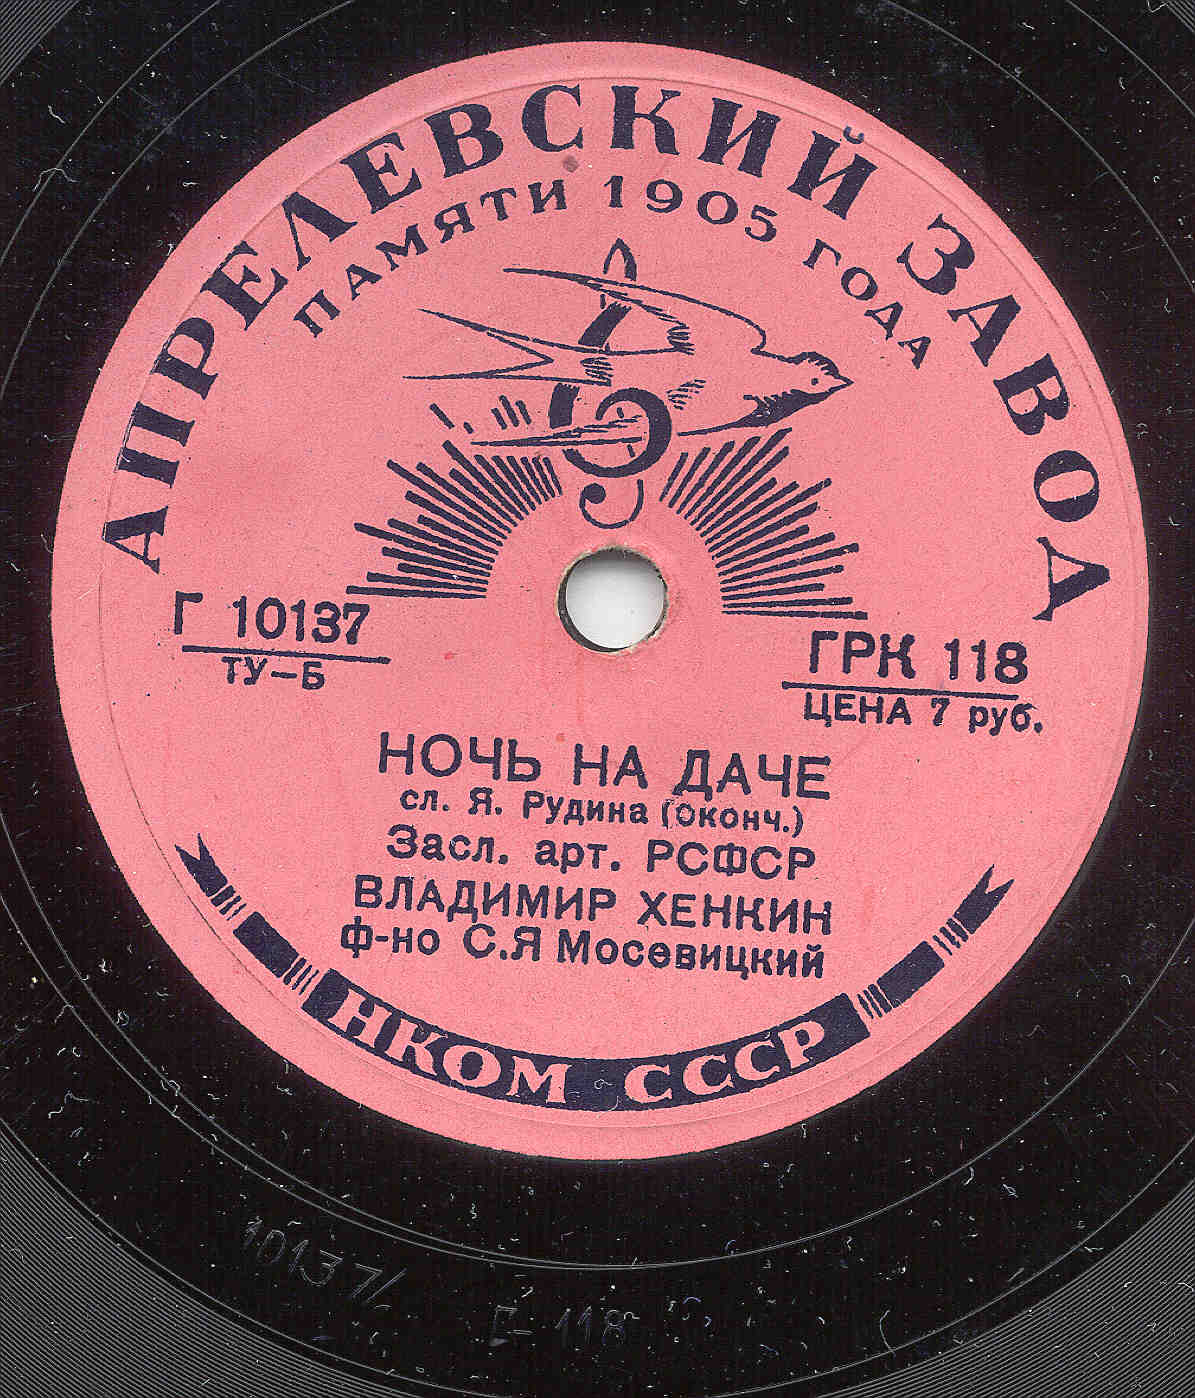 АПРЕЛЕВСКИЙ ЗАВОД
ПАМЯТИ 1905 ГОДА
Г 10137
ТУ-Б
ГРК 118
ЦЕНА 7 руб.
НОЧЬ НА ДАЧЕ
сл. Я. Рудина (оконч.)
Засл. арт. РСФСР
ВЛАДИМИР ХЕНКИН
ф-но С.Я Мосевицкий
НКОМ СССР
10137/
Г-118